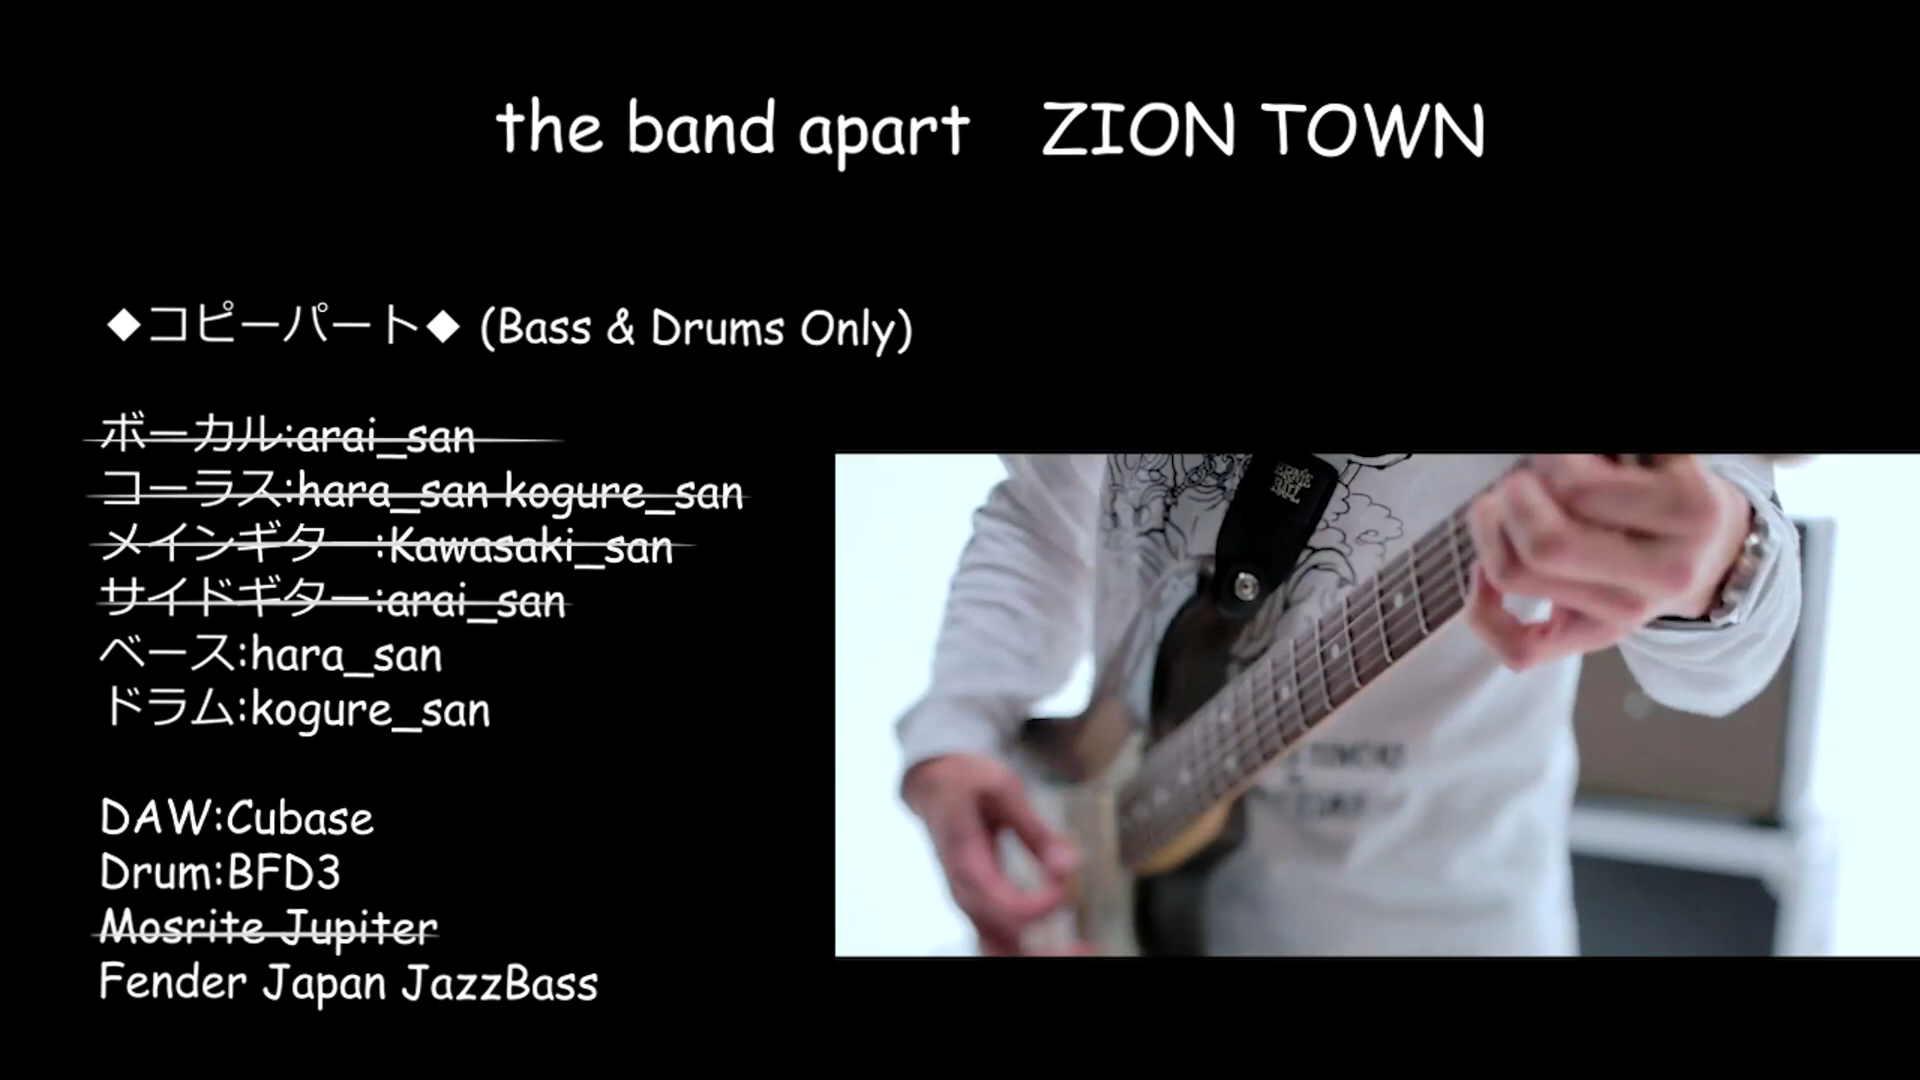 the band apart　ZION TOWN
◆コピーパート◆ (Bass & Drums Only)
ボーカル:arai_san
コーラス:hara_san kogure_san
メインギター:Kawasaki_san
サイドギター:arai_san
ベース:hara_san
ドラム:kogure_san
DAW:Cubase
Drum:BFD3
Mosrite Jupiter
Fender Japan JazzBass
ERNIE
BALL